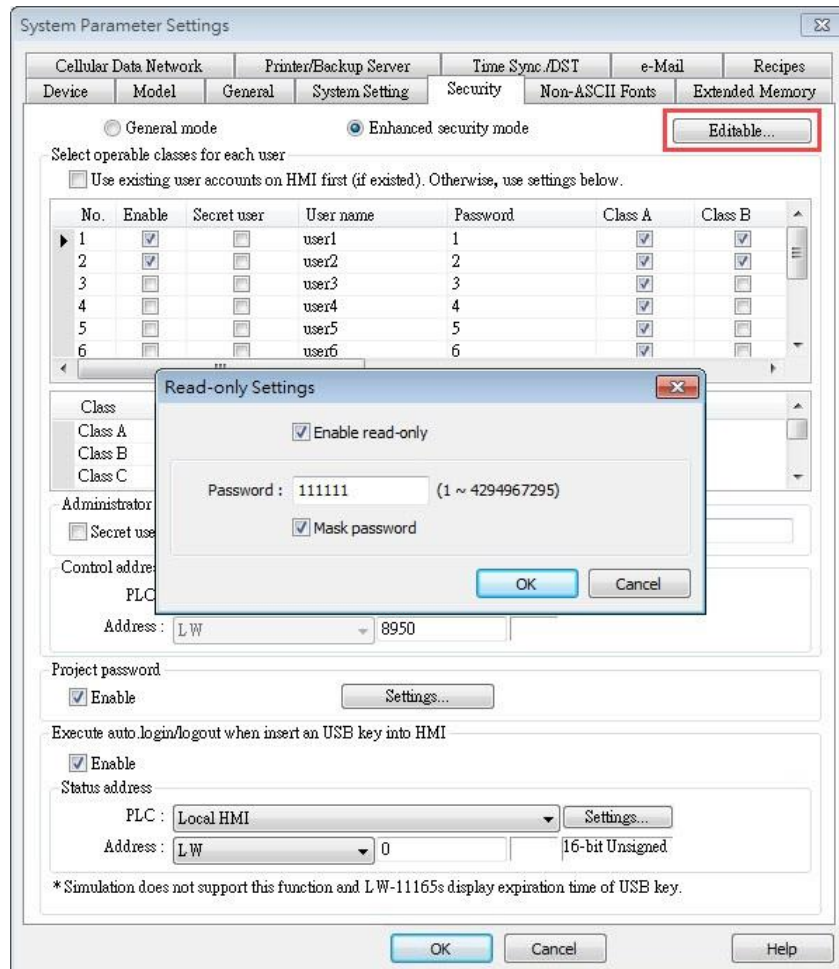 System Parameter Settings
Cellular Data Network Printer/Backup Server Time Sync./DST e-Mail Recipes
Device Model General System Setting Security Non-ASCII Fonts Extended Memory
General mode Enhanced security mode Editable...
Select operable classes for each user
Use existing user accounts on HMI first (if existed). Otherwise, use settings below.
No. Enable Secret user User name Password Class A Class B
1 user1 1
2 user2 2
3 user3 3
4 user4 4
5 user5 5
6 user6 6
Read-only Settings
Class
Enable read-only
Class A
Class B
Class C
Password : 111111 (1 ~ 4294967295)
Administrator
Mask password
Secret use
Control addre
OK Cancel
PLC
Address : LW 8950
Project password
Enable Settings...
Execute auto.login/logout when insert an USB key into HMI
Enable
Status address
PLC : Local HMI Settings...
Address : LW 0 16-bit Unsigned
* Simulation does not support this function and LW-11165s display expiration time of USB key.
OK Cancel Help